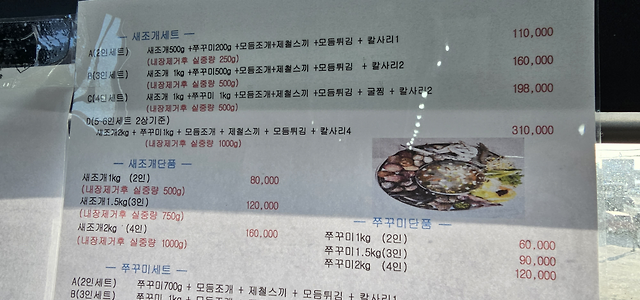 — 새조개세트 —
A(2인세트) 새조개500g +쭈꾸미200g +모듬조개+제철스끼 +모듬튀김 + 칼사리1 110,000
(내장제거후 실중량 250g)
B(3인세트) 새조개 1kg +쭈꾸미500g +모듬조개+제철스끼 +모듬튀김 + 칼사리2 160,000
(내장제거후 실중량 500g)
C(4인세트) 새조개 1kg +쭈꾸미 1kg +모듬조개+제철스끼 +모듬튀김 + 굴찜 + 칼사리2 198,000
(내장제거후 실중량 500g)
D(5-6인세트 2상기준)
새조개2kg + 쭈꾸미1kg + 모듬조개 + 제철스끼 + 모듬튀김 + 칼사리4 310,000
(내장제거후 실중량 1000g)
— 새조개단품 —
새조개1kg (2인) 80,000
(내장제거후 실중량 500g)
새조개1.5kg(3인) 120,000
(내장제거후 실중량 750g)
새조개2kg (4인) 160,000
(내장제거후 실중량 1000g)
— 쭈꾸미단품 —
쭈꾸미1kg (2인) 60,000
쭈꾸미1.5kg(3인) 90,000
쭈꾸미2kg (4인) 120,000
— 쭈꾸미세트 —
A(2인세트) 쭈꾸미700g + 모듬조개 + 제철스끼 + 모듬튀김 + 칼사리1
B(3인세트) 쭈꾸미 1kg + 모듬조개 + 제철스끼 + 모듬튀김 + 칼사리